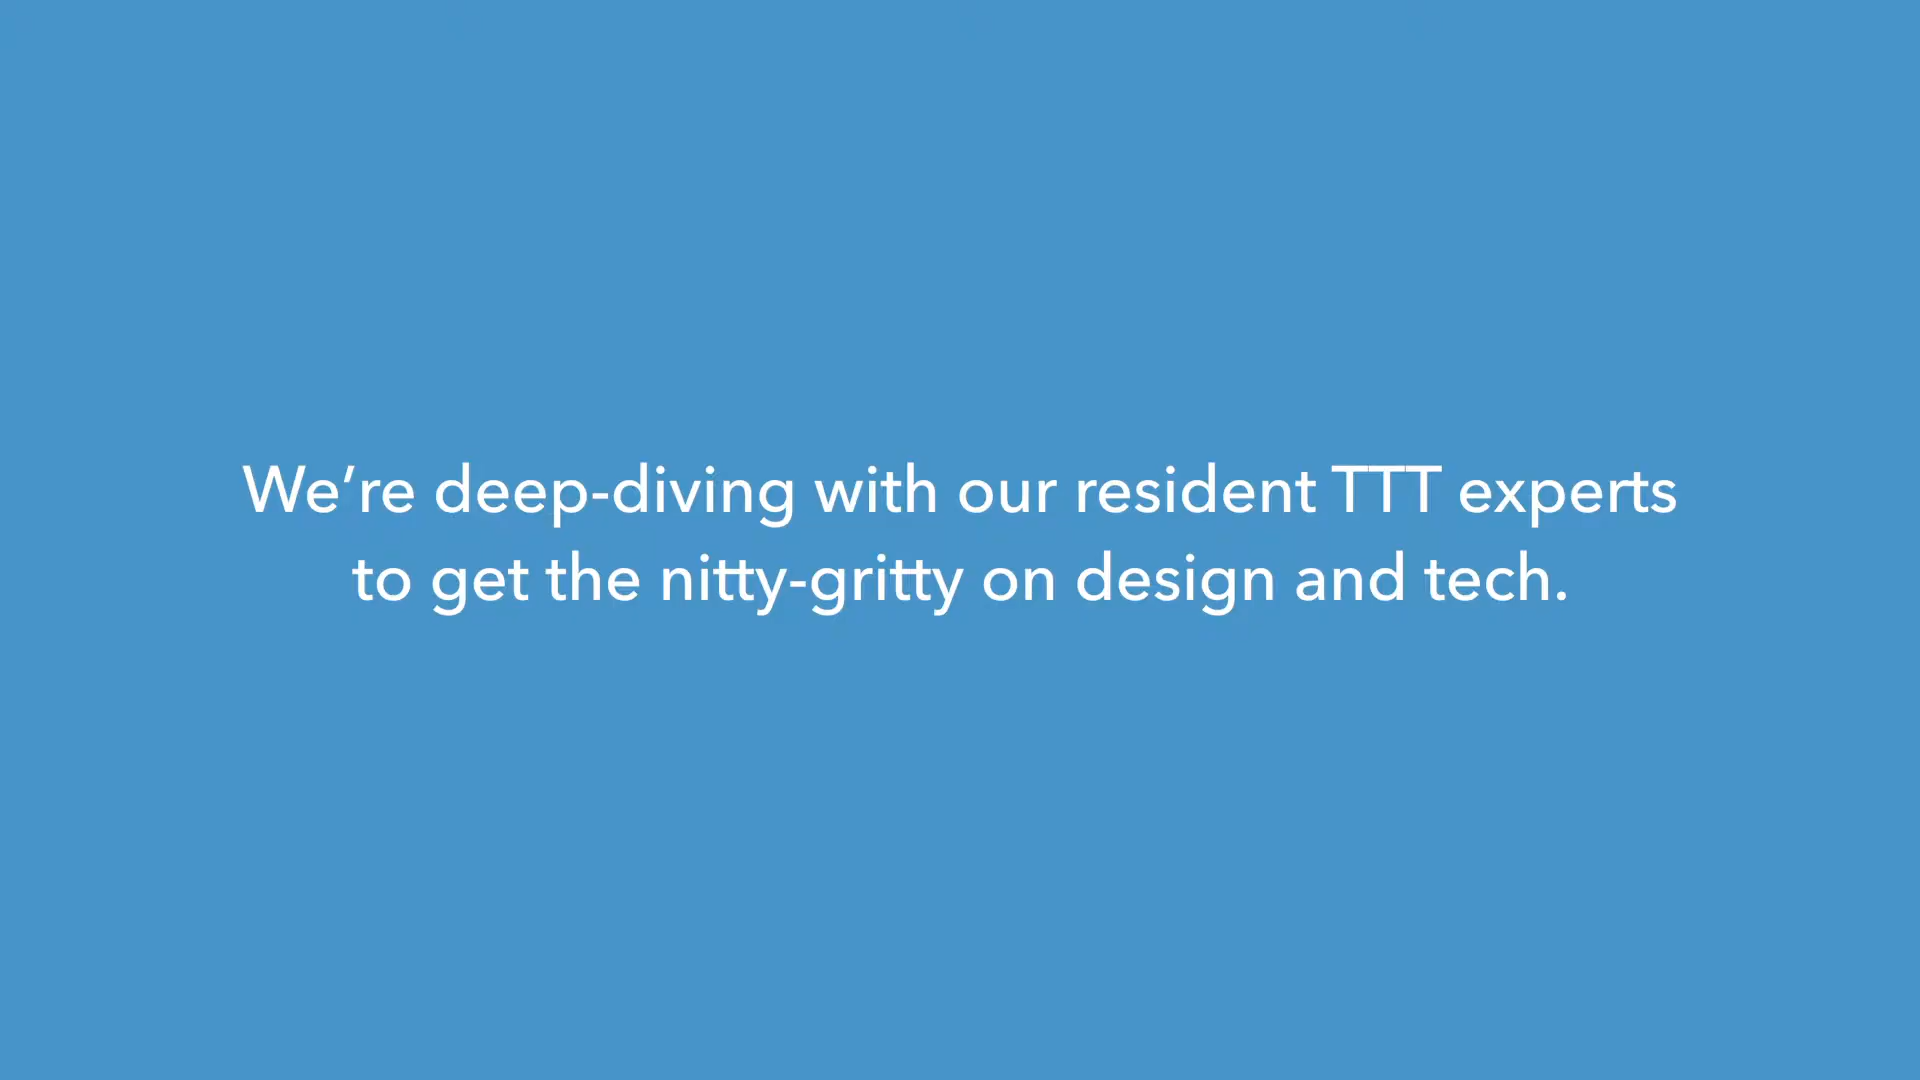 We‘re deep-diving with our resident TTT experts
to get the nitty-gritty on design and tech.